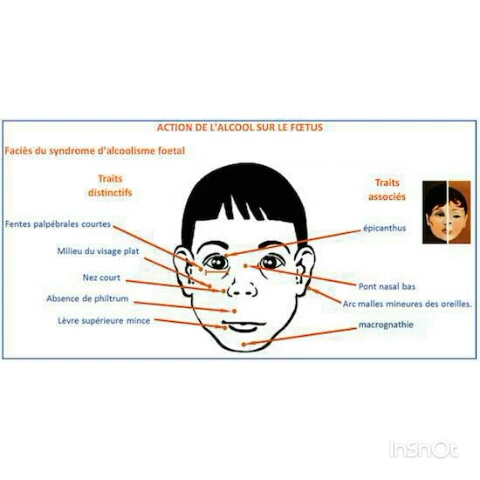 ACTION DE L'ALCOOL SUR LE FŒTUS
Faciès du syndrome d'alcoolisme foetal
Traits
distinctifs
Fentes palpébrales courtes
Milieu du visage plat
Nez court
Absence de philtrum
Lèvre supérieure mince
Traits
associés
épicanthus
Pont nasal bas
Arc malles mineures des oreilles.
macrognathie
InShOt